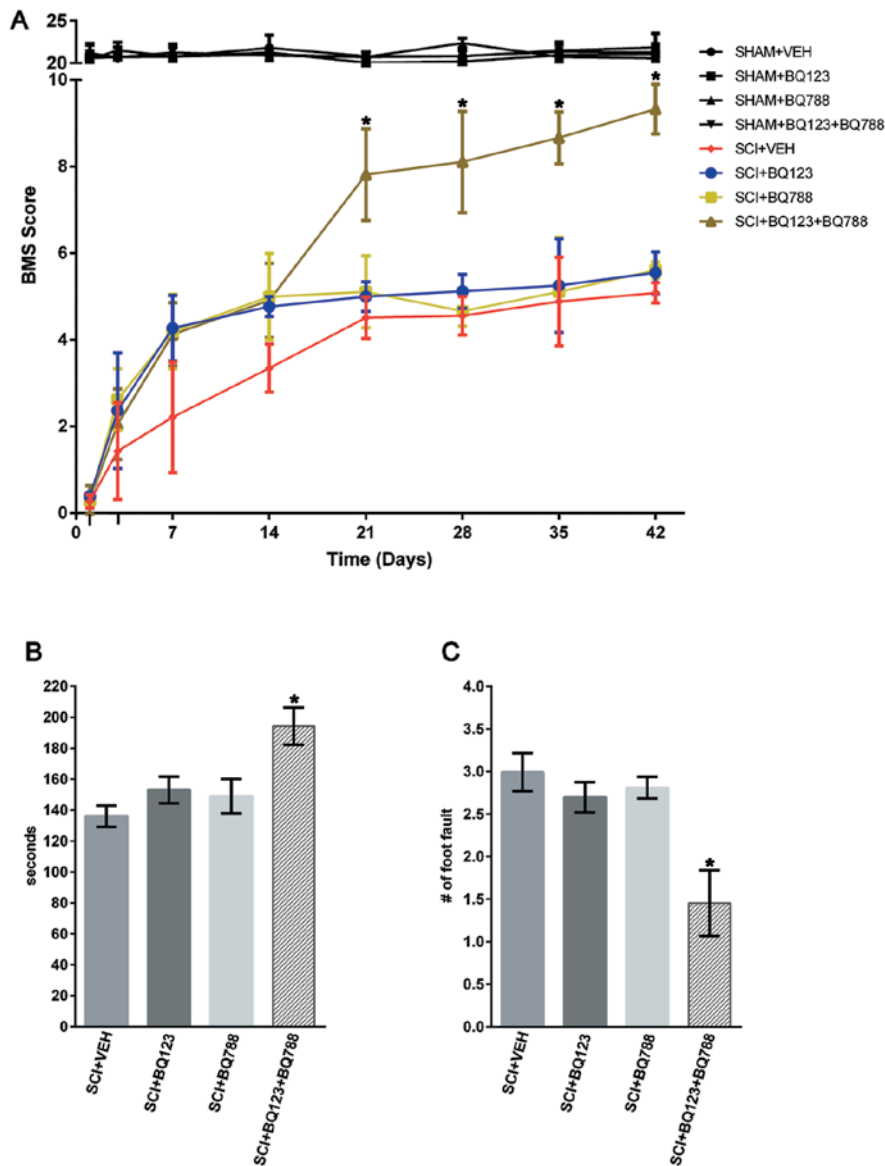 A
25
20
10
8
6
4
2
0
BMS Score
* * * *
0 7 14 21 28 35 42
Time (Days)
SHAM+VEH
SHAM+BQ123
SHAM+BQ788
SHAM+BQ123+BQ788
SCI+VEH
SCI+BQ123
SCI+BQ788
SCI+BQ123+BQ788
B
220
200
180
160
140
120
100
80
60
40
20
0
seconds
*
SCI+VEH
SCI+BQ123
SCI+BQ788
SCI+BQ123+BQ788
C
4.0
3.5
3.0
2.5
2.0
1.5
1.0
0.5
0.0
# of foot fault
*
SCI+VEH
SCI+BQ123
SCI+BQ788
SCI+BQ123+BQ788